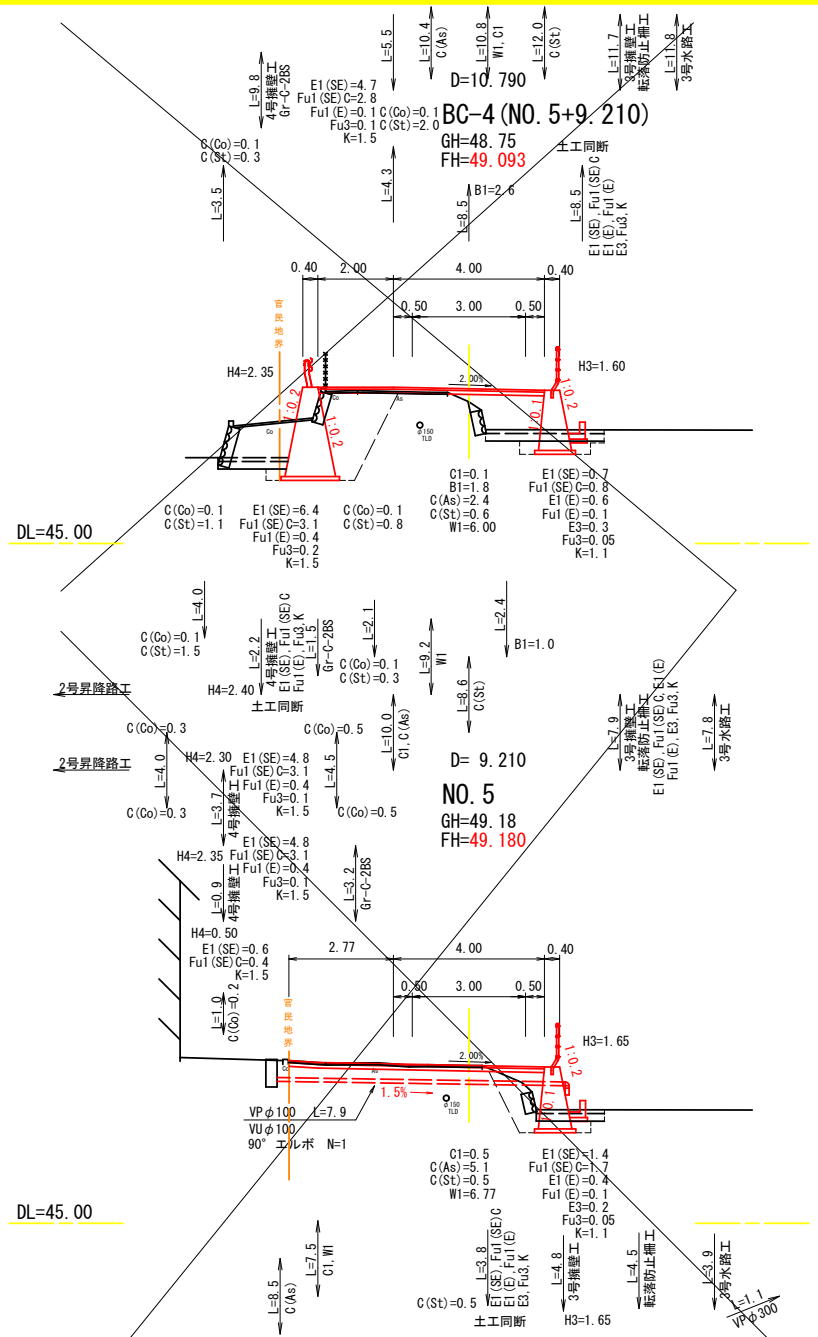 L=9.8
4号擁壁工
Gr-C-2BS
L=5.5
L=10.4
C(As)
L=10.8
W1,C1
L=12.0
C(St)
L=11.7
3号擁壁工
転落防止柵工
L=11.8
3号水路工
D=10.790
BC-4(NO.5+9.210)
GH=48.75
FH=49.093
E1(SE)=4.7
Fu1(SE)C=2.8
Fu1(E)=0.1
Fu3=0.1
K=1.5
C(Co)=0.1
C(St)=2.0
C(Co)=0.1
C(St)=0.3
土工同断
L=3.5
L=4.3
L=8.5
B1=2.6
L=8.5
E1(SE),Fu1(SE)C
E1(E),Fu1(E)
E3,Fu3,K
0.40 2.00 4.00 0.40
0.50 3.00 0.50
官民地界
H4=2.35
H3=1.60
2.00%
1:0.2
1:0.2
1:0.1
1:0.2
Co
As
Co
φ150
TLD
C(Co)=0.1
C(St)=1.1
E1(SE)=6.4
Fu1(SE)C=3.1
Fu1(E)=0.4
Fu3=0.2
K=1.5
C(Co)=0.1
C(St)=0.8
C1=0.1
B1=1.8
C(As)=2.4
C(St)=0.6
W1=6.00
E1(SE)=0.7
Fu1(SE)C=0.8
E1(E)=0.6
Fu1(E)=0.1
E3=0.3
Fu3=0.05
K=1.1
DL=45.00
L=4.0
C(Co)=0.1
C(St)=1.5
L=2.2
4号擁壁工
E1(SE),Fu1(SE)C
Fu1(E),Fu3,K
L=1.5
Gr-C-2BS
L=2.1
C(Co)=0.1
C(St)=0.3
L=9.2
W1
L=2.4
B1=1.0
L=8.6
C(St)
H4=2.40
土工同断
2号昇降路工
C(Co)=0.3
C(Co)=0.5
L=10.0
C1,C(As)
L=7.9
3号擁壁工
転落防止柵工
E1(SE),Fu1(SE)C,E1(E)
Fu1(E),E3,Fu3,K
L=7.8
3号水路工
2号昇降路工
L=4.0
H4=2.30
E1(SE)=4.8
Fu1(SE)C=3.1
Fu1(E)=0.4
Fu3=0.1
K=1.5
L=4.5
C(Co)=0.3
L=3.7
4号擁壁工
C(Co)=0.5
D= 9.210
NO.5
GH=49.18
FH=49.180
E1(SE)=4.8
H4=2.35
Fu1(SE)C=3.1
Fu1(E)=0.4
Fu3=0.1
K=1.5
L=0.9
4号擁壁工
L=3.2
Gr-C-2BS
H4=0.50
E1(SE)=0.6
Fu1(SE)C=0.4
K=1.5
L=1.0
C(Co)=0.2
2.77 4.00 0.40
0.50 3.00 0.50
官民地界
H3=1.65
2.00%
1:0.2
1:0.1
Co
As
1.5%
φ150
TLD
VPφ100 L=7.9
VUφ100
90° エルボ N=1
C1=0.5
C(As)=5.1
C(St)=0.5
W1=6.77
E1(SE)=1.4
Fu1(SE)C=1.7
E1(E)=0.4
Fu1(E)=0.1
E3=0.2
Fu3=0.05
K=1.1
DL=45.00
L=8.5
C(As)
L=7.5
C1,W1
C(St)=0.5
L=3.8
E1(SE),Fu1(SE)C
E1(E),Fu1(E)
E3,Fu3,K
土工同断
L=4.8
3号擁壁工
H3=1.65
L=4.5
転落防止柵工
L=3.9
3号水路工
L=1.1
VPφ300